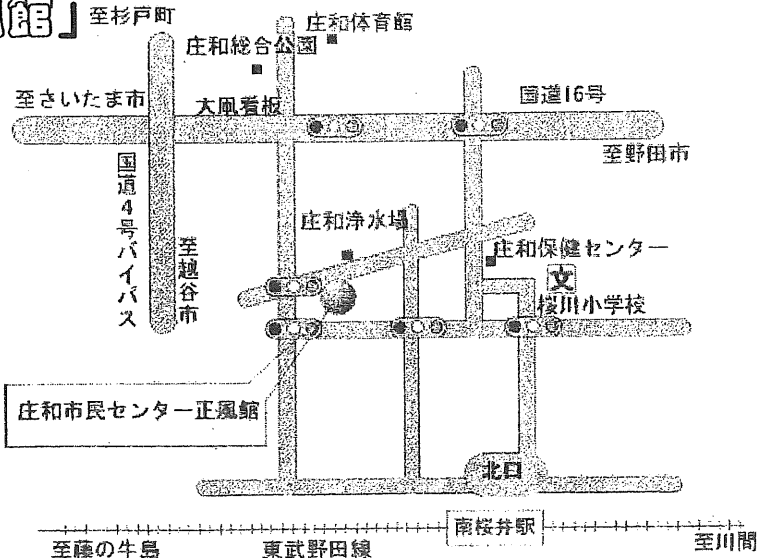 館」
至杉戸町
庄和体育館
庄和総合公園
至さいたま市
大凧看板
国道16号
至野田市
国道4号バイパス
至越谷市
庄和浄水場
庄和保健センター
文
桜川小学校
庄和市民センター正風館
北口
南桜井駅
至藤の牛島
東武野田線
至川間